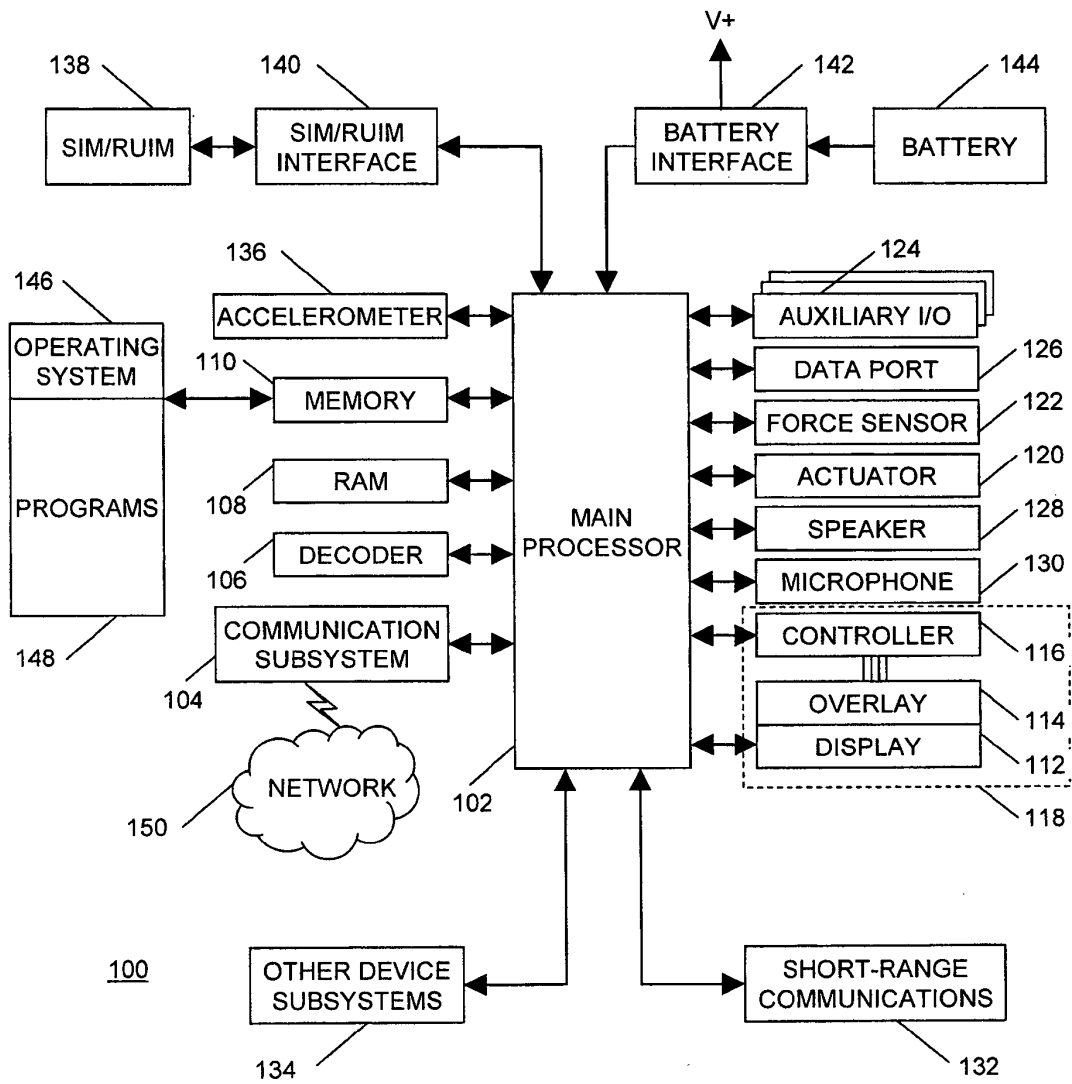 V+
138
140
142
144
SIM/RUIM
SIM/RUIM
INTERFACE
BATTERY
INTERFACE
BATTERY
136
124
146
ACCELEROMETER
AUXILIARY I/O
OPERATING
SYSTEM
110
DATA PORT
126
MEMORY
FORCE SENSOR
122
108
RAM
ACTUATOR
120
PROGRAMS
MAIN
PROCESSOR
SPEAKER
128
106
DECODER
MICROPHONE
130
COMMUNICATION
SUBSYSTEM
CONTROLLER
116
148
104
OVERLAY
114
DISPLAY
112
NETWORK
102
118
150
100
OTHER DEVICE
SUBSYSTEMS
SHORT-RANGE
COMMUNICATIONS
134
132